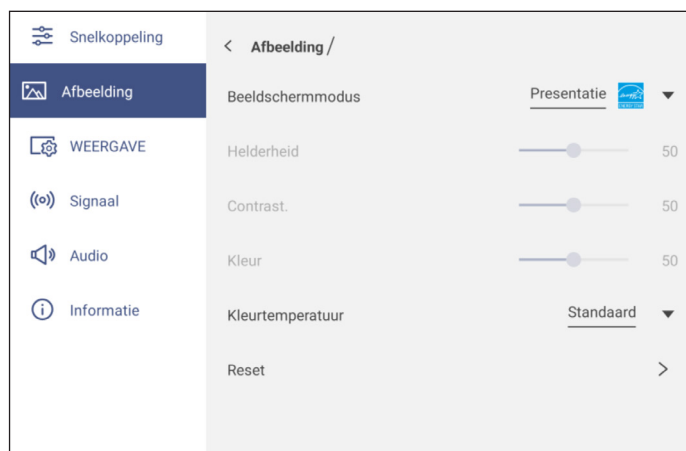 Snelkoppeling
Afbeelding
WEERGAVE
Signaal
Audio
Informatie
< Afbeelding /
Beeldschermmodus Presentatie
Helderheid 50
Contrast. 50
Kleur 50
Kleurtemperatuur Standaard
Reset >